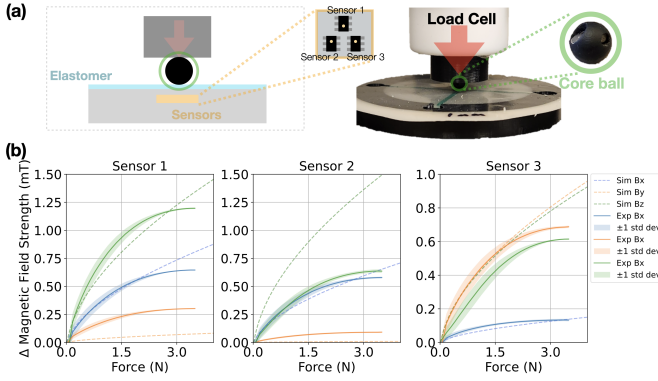 (a)
Sensor 1
Sensor 2 Sensor 3
Elastomer
Sensors
Load Cell
Core ball
(b)
Sensor 1
Sensor 2
Sensor 3
Δ Magnetic Field Strength (mT)
1.50
1.25
1.00
0.75
0.50
0.25
0.00
0.0 1.5 3.0
Force (N)
1.50
1.25
1.00
0.75
0.50
0.25
0.00
0.0 1.5 3.0
Force (N)
1.0
0.8
0.6
0.4
0.2
0.0
0.0 1.5 3.0
Force (N)
Sim Bx
Sim By
Sim Bz
Exp Bx
±1 std dev
Exp Bx
±1 std dev
Exp Bx
±1 std dev